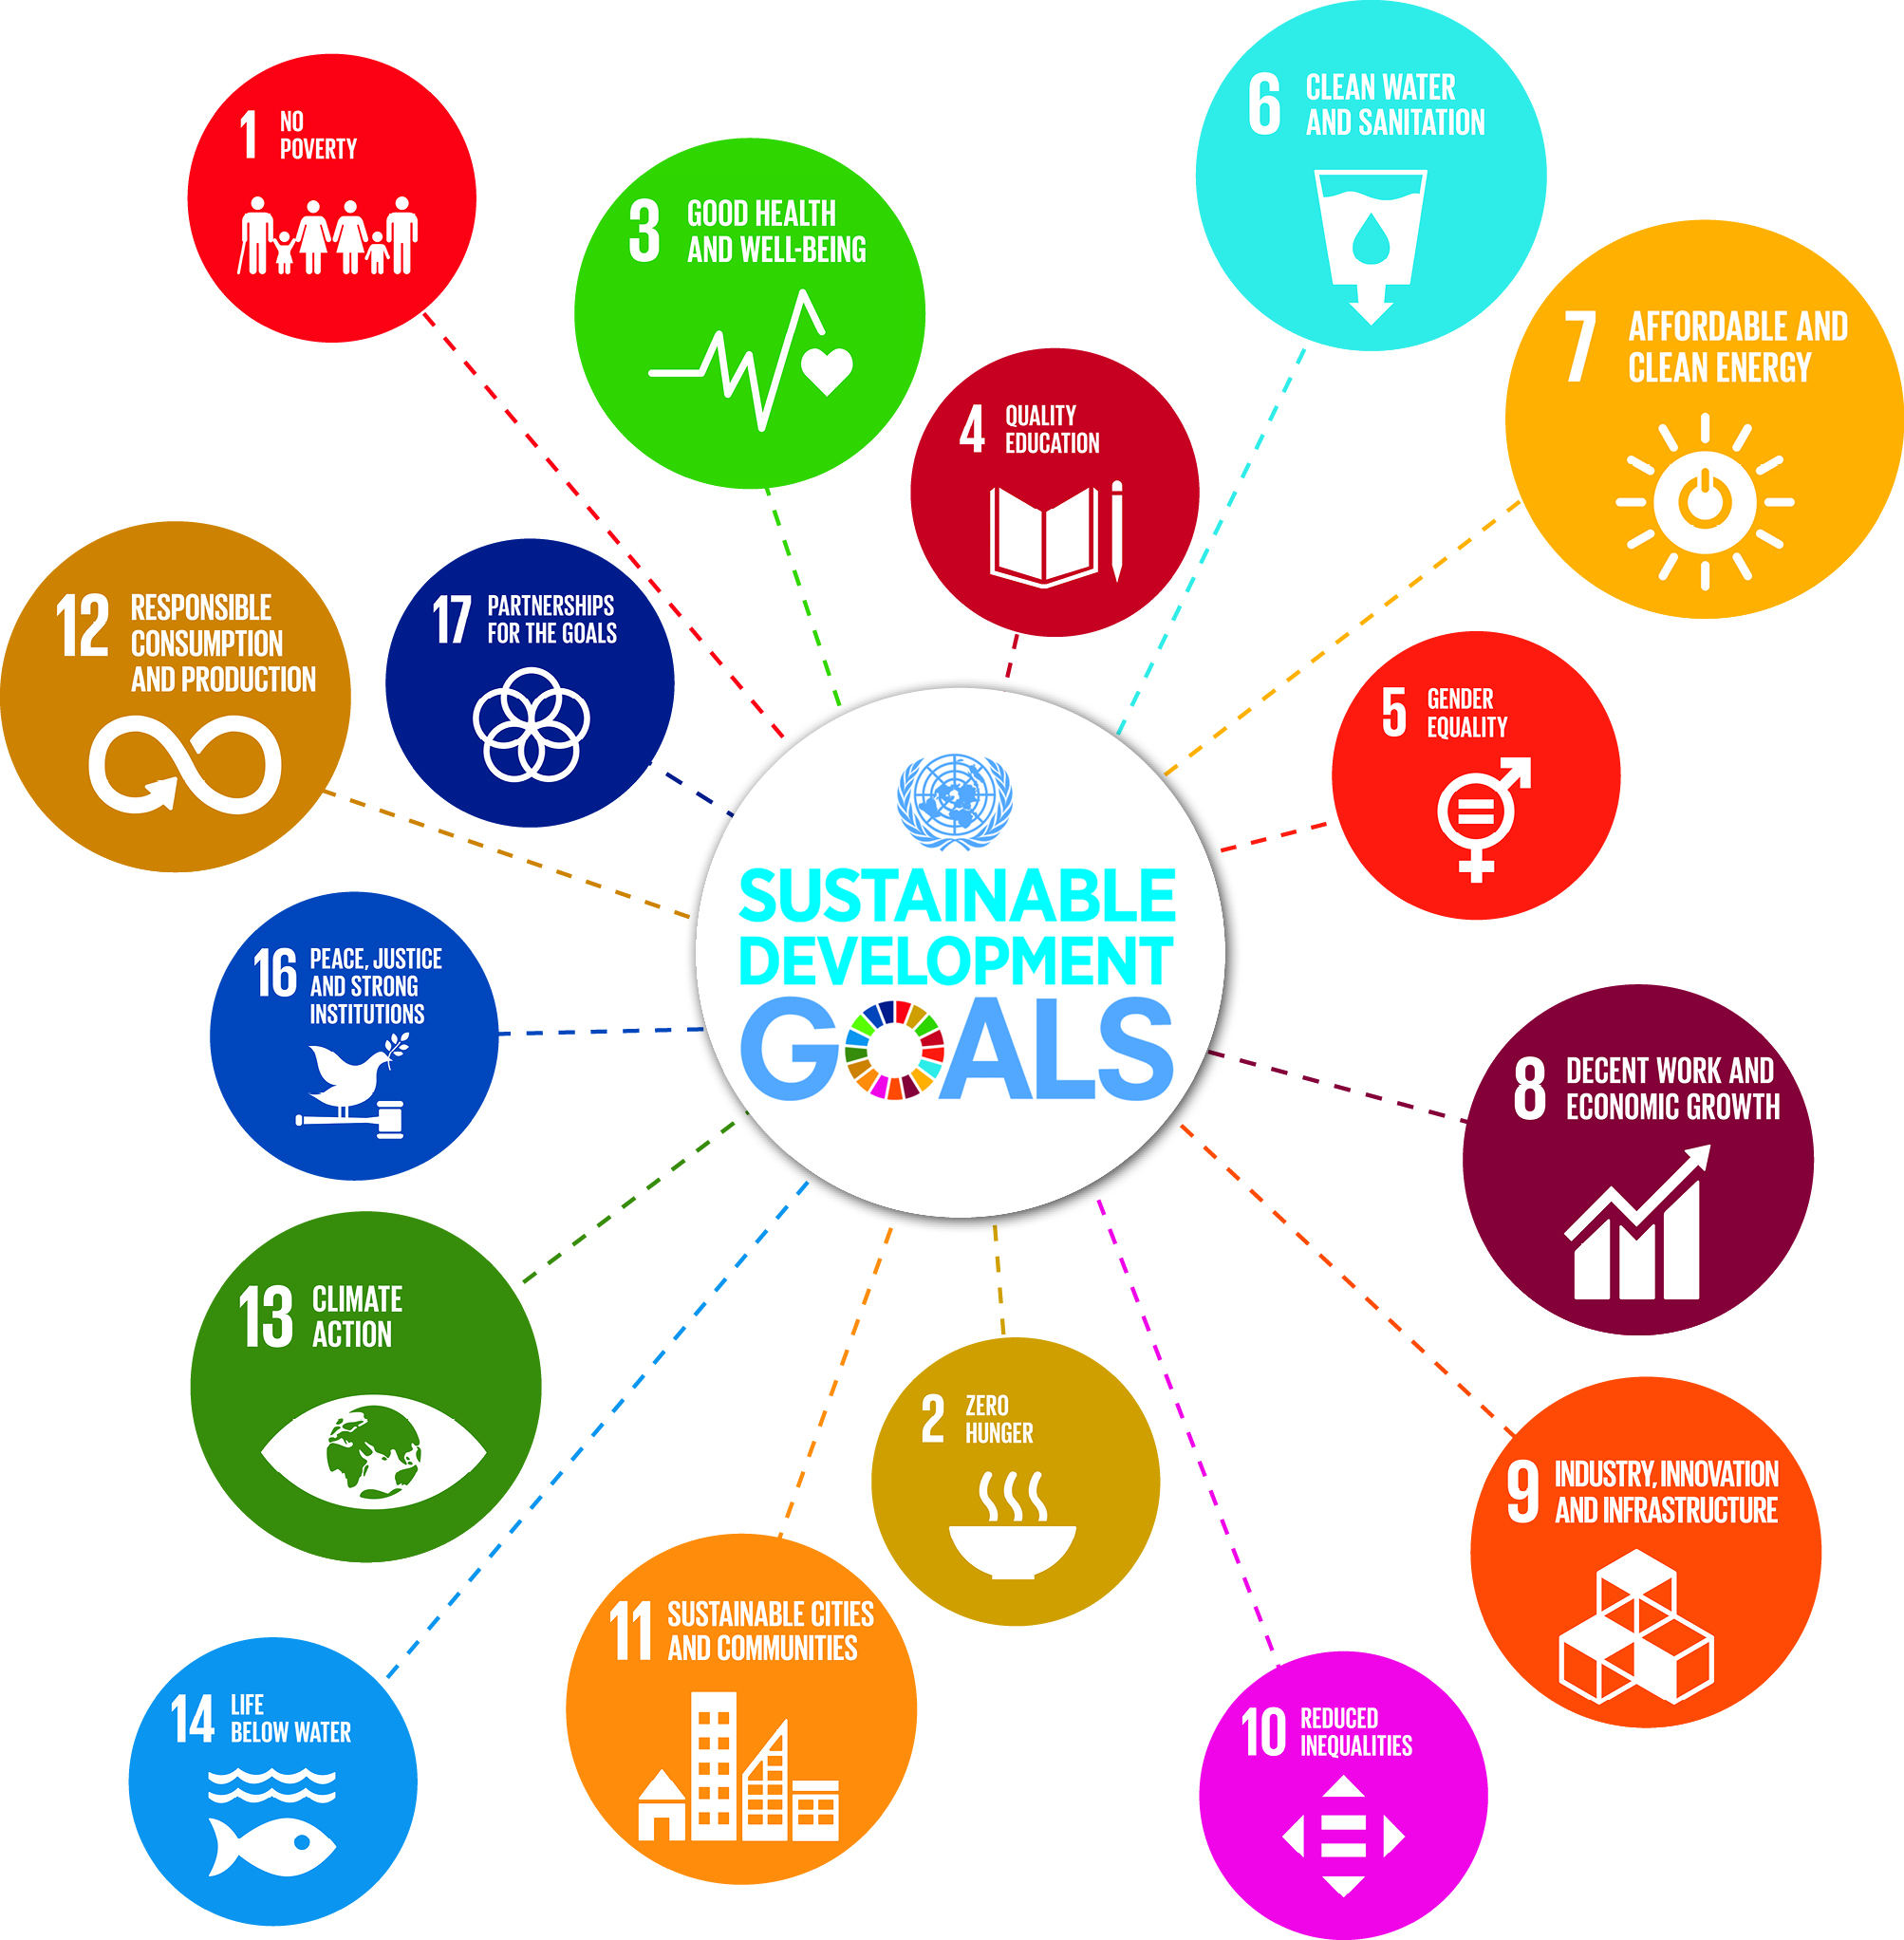 1 NO
POVERTY
3 GOOD HEALTH
AND WELL-BEING
6 CLEAN WATER
AND SANITATION
7 AFFORDABLE AND
CLEAN ENERGY
4 QUALITY
EDUCATION
12 RESPONSIBLE
CONSUMPTION
AND PRODUCTION
17 PARTNERSHIPS
FOR THE GOALS
5 GENDER
EQUALITY
SUSTAINABLE
DEVELOPMENT
GOALS
16 PEACE, JUSTICE
AND STRONG
INSTITUTIONS
8 DECENT WORK AND
ECONOMIC GROWTH
13 CLIMATE
ACTION
2 ZERO
HUNGER
9 INDUSTRY, INNOVATION
AND INFRASTRUCTURE
11 SUSTAINABLE CITIES
AND COMMUNITIES
14 LIFE
BELOW WATER
10 REDUCED
INEQUALITIES